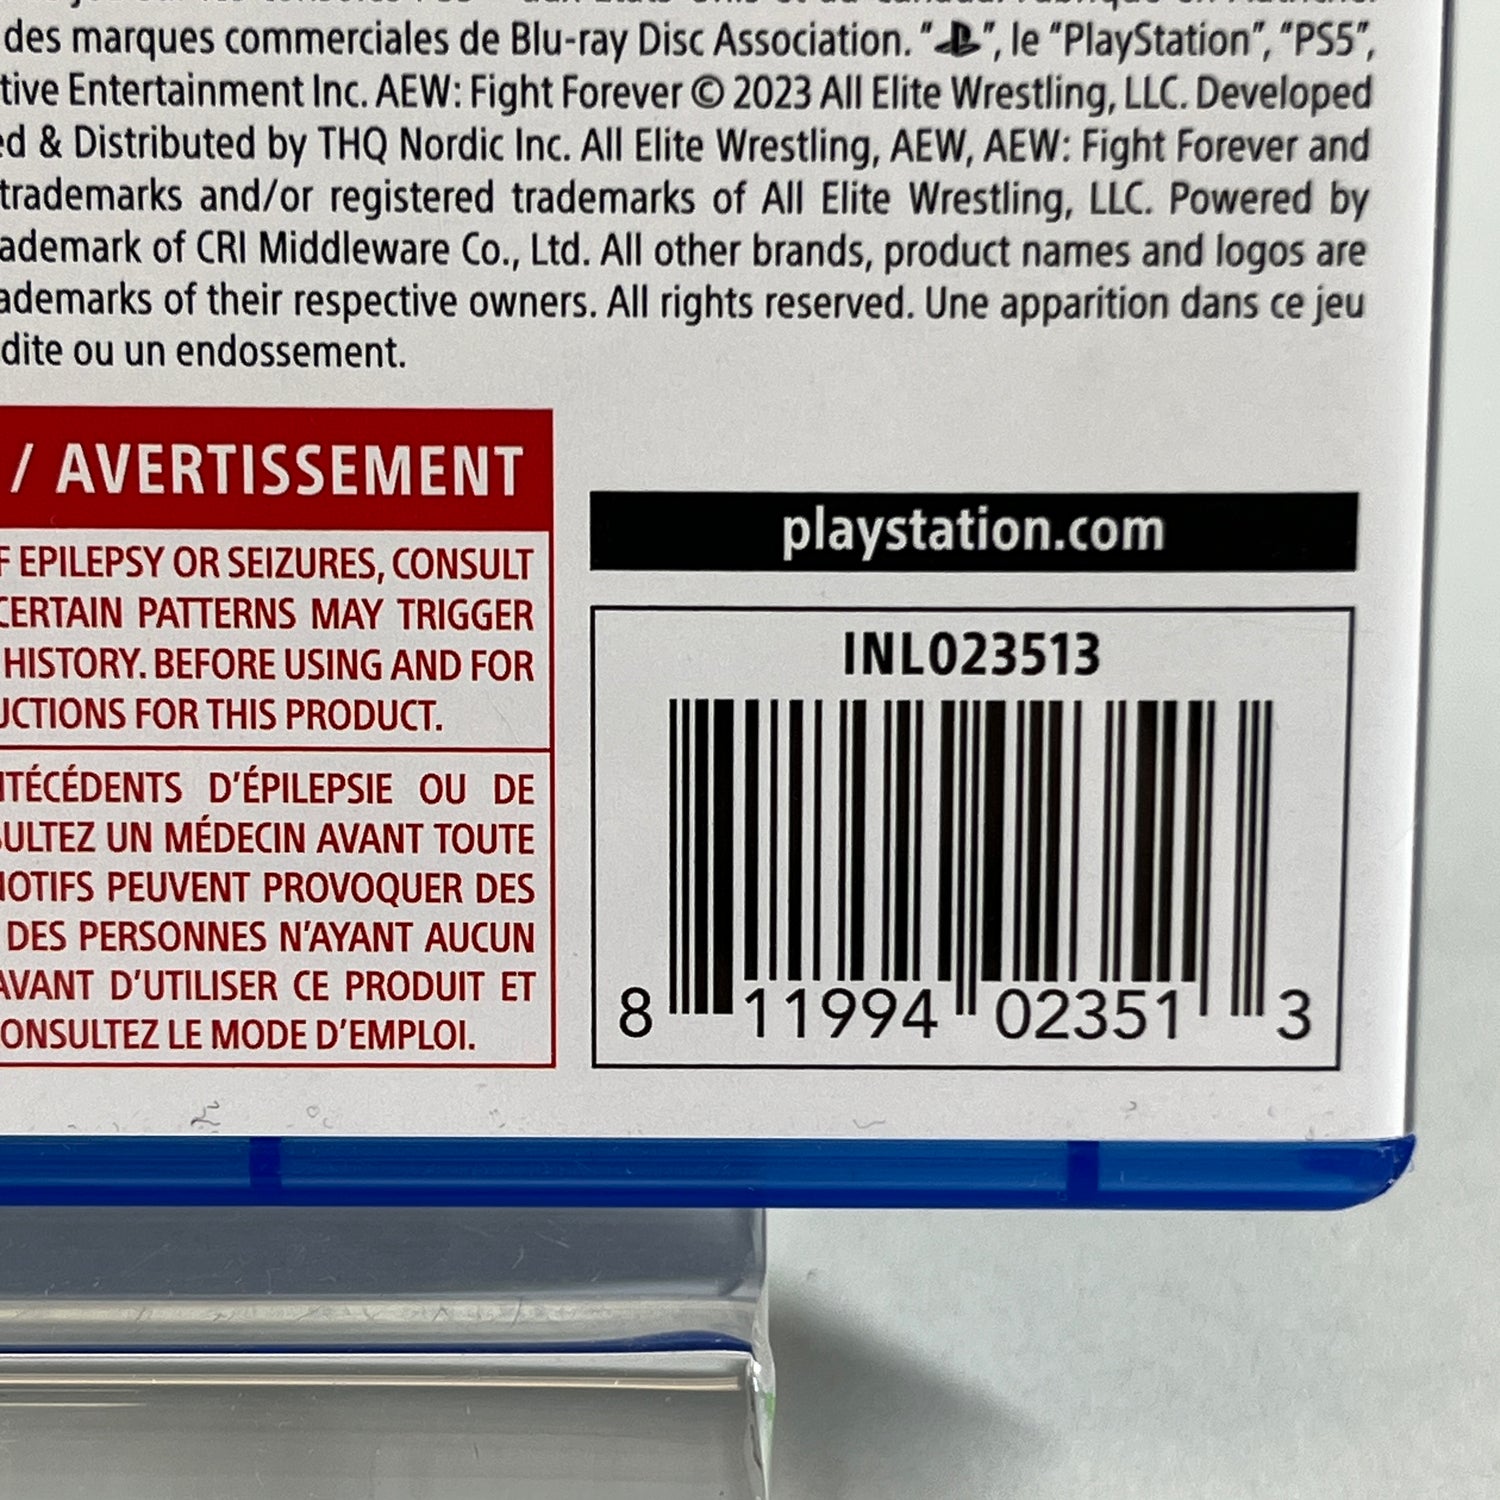 des marques commerciales de Blu-ray Disc Association. "", le "PlayStation", "PS5",
tive Entertainment Inc. AEW: Fight Forever © 2023 All Elite Wrestling, LLC. Developed
ed & Distributed by THQ Nordic Inc. All Elite Wrestling, AEW, AEW: Fight Forever and
trademarks and/or registered trademarks of All Elite Wrestling, LLC. Powered by
ademark of CRI Middleware Co., Ltd. All other brands, product names and logos are
ademarks of their respective owners. All rights reserved. Une apparition dans ce jeu
dite ou un endossement.
/ AVERTISSEMENT
F EPILEPSY OR SEIZURES, CONSULT
CERTAIN PATTERNS MAY TRIGGER
HISTORY. BEFORE USING AND FOR
UCTIONS FOR THIS PRODUCT.
TÉCÉDENTS D'ÉPILEPSIE OU DE
SULTEZ UN MÉDECIN AVANT TOUTE
OTIFS PEUVENT PROVOQUER DES
DES PERSONNES N'AYANT AUCUN
AVANT D'UTILISER CE PRODUIT ET
ONSULTEZ LE MODE D'EMPLOI.
playstation.com
INL023513
8 11994 02351 3